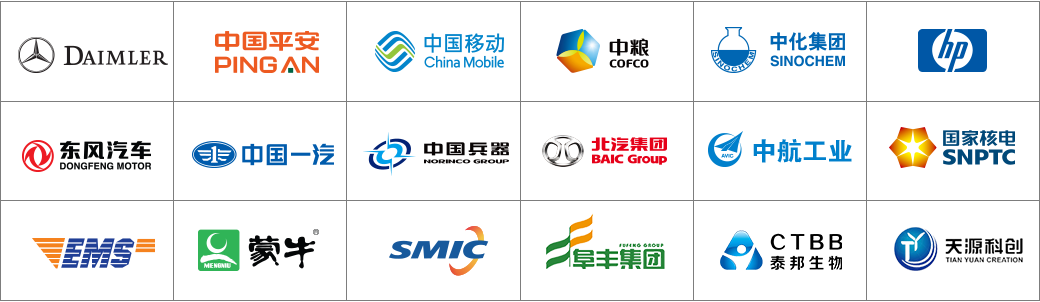 DAIMLER
中国平安
PING AN
中国移动
China Mobile
中粮
COFCO
SINOCHEM
中化集团
SINOCHEM
hp
东风汽车
DONGFENG MOTOR
中国一汽
中国兵器
NORINCO GROUP
北汽集团
BAIC Group
AVIC
中航工业
国家核电
SNPTC
EMS
MENGNIU
蒙牛®
SMIC
FUFENG GROUP
阜丰集团
CTBB
泰邦生物
TY
天源科创
TIAN YUAN CREATION